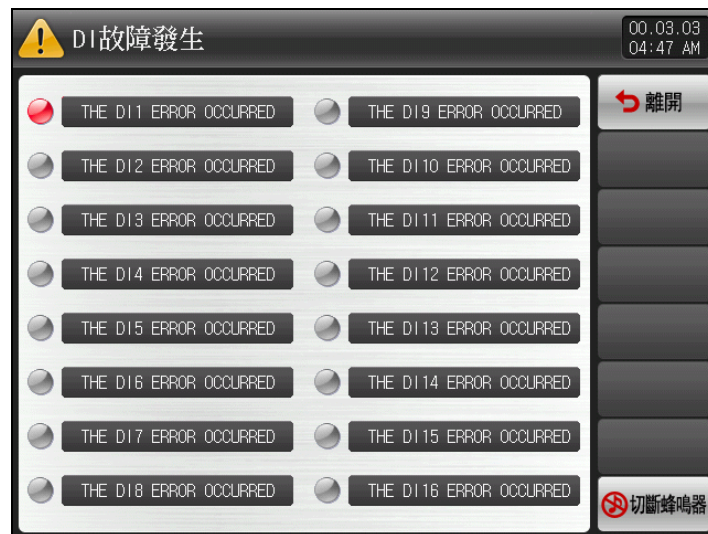 DI故障發生
00.03.03
04:47 AM
THE DI1 ERROR OCCURRED
THE DI9 ERROR OCCURRED
離開
THE DI2 ERROR OCCURRED
THE DI10 ERROR OCCURRED
THE DI3 ERROR OCCURRED
THE DI11 ERROR OCCURRED
THE DI4 ERROR OCCURRED
THE DI12 ERROR OCCURRED
THE DI5 ERROR OCCURRED
THE DI13 ERROR OCCURRED
THE DI6 ERROR OCCURRED
THE DI14 ERROR OCCURRED
THE DI7 ERROR OCCURRED
THE DI15 ERROR OCCURRED
THE DI8 ERROR OCCURRED
THE DI16 ERROR OCCURRED
切斷蜂鳴器